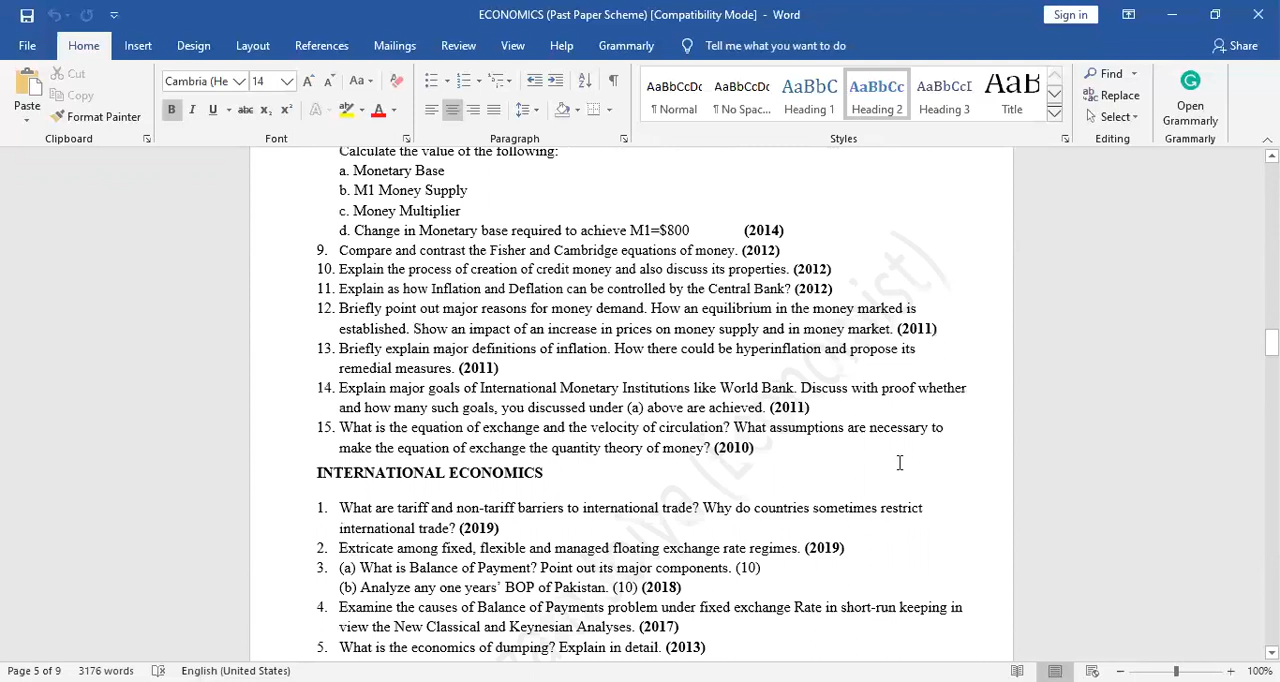 ECONOMICS (Past Paper Scheme) [Compatibility Mode] - Word
Sign in
File Home Insert Design Layout References Mailings Review View Help Grammarly Tell me what you want to do Share
Paste
Cut
Copy
Format Painter
Clipboard
Cambria (He 14
Aa
B I U abc x₂ x² A A
Font
Paragraph
AaBbCcDc AaBbCcDc AaBbC AaBbCc AaBbCcI AaB
¶ Normal ¶ No Spac... Heading 1 Heading 2 Heading 3 Title
Styles
Find
Replace
Select
Editing
Open
Grammarly
Grammarly
Calculate the value of the following:
a. Monetary Base
b. M1 Money Supply
c. Money Multiplier
d. Change in Monetary base required to achieve M1=$800 (2014)
9. Compare and contrast the Fisher and Cambridge equations of money. (2012)
10. Explain the process of creation of credit money and also discuss its properties. (2012)
11. Explain as how Inflation and Deflation can be controlled by the Central Bank? (2012)
12. Briefly point out major reasons for money demand. How an equilibrium in the money marked is
established. Show an impact of an increase in prices on money supply and in money market. (2011)
13. Briefly explain major definitions of inflation. How there could be hyperinflation and propose its
remedial measures. (2011)
14. Explain major goals of International Monetary Institutions like World Bank. Discuss with proof whether
and how many such goals, you discussed under (a) above are achieved. (2011)
15. What is the equation of exchange and the velocity of circulation? What assumptions are necessary to
make the equation of exchange the quantity theory of money? (2010)
INTERNATIONAL ECONOMICS
1. What are tariff and non-tariff barriers to international trade? Why do countries sometimes restrict
international trade? (2019)
2. Extricate among fixed, flexible and managed floating exchange rate regimes. (2019)
3. (a) What is Balance of Payment? Point out its major components. (10)
(b) Analyze any one years’ BOP of Pakistan. (10) (2018)
4. Examine the causes of Balance of Payments problem under fixed exchange Rate in short-run keeping in
view the New Classical and Keynesian Analyses. (2017)
5. What is the economics of dumping? Explain in detail. (2013)
(Economist)
Page 5 of 9 3176 words English (United States) 100%